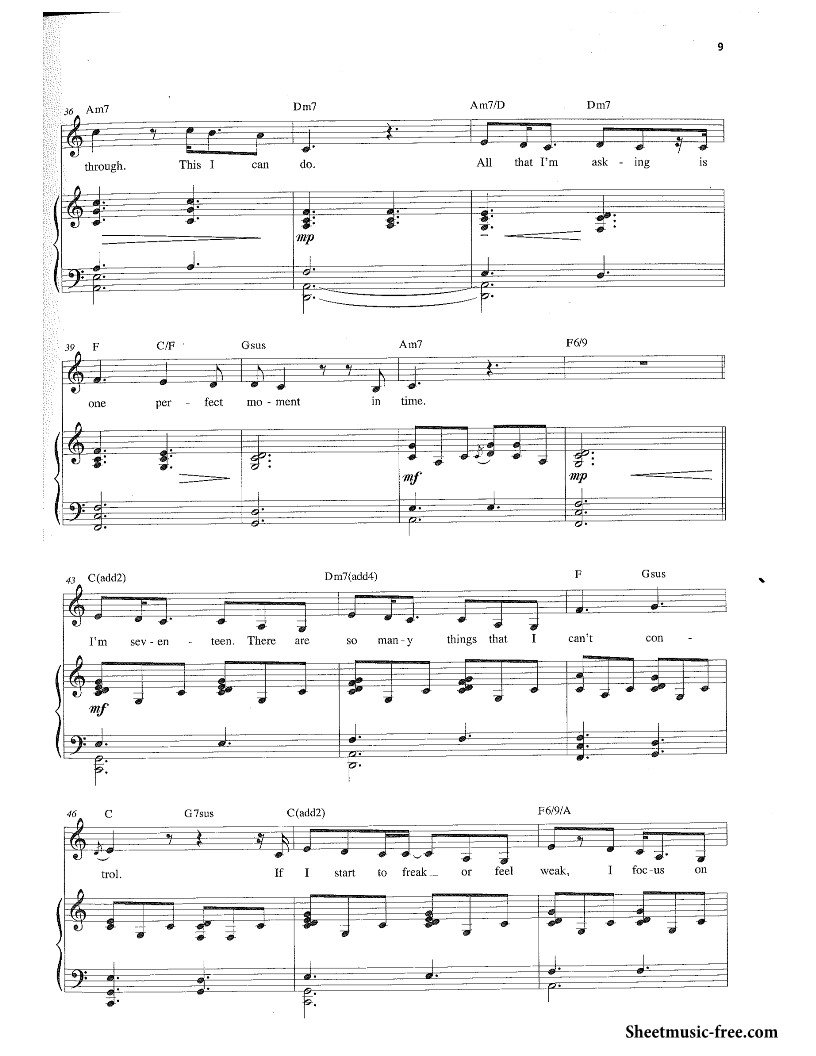 9
36 Am7 Dm7 Am7/D Dm7
through. This I can do. All that I'm ask - ing is
mp
39 F C/F Gsus Am7 F6/9
one per - fect mo - ment in time.
mf mp
43 C(add2) Dm7(add4) F Gsus
I'm sev - en - teen. There are so man - y things that I can't con -
mf
46 C G7sus C(add2) F6/9/A
trol. If I start to freak_ or feel weak, I foc-us on
Sheetmusic-free.com